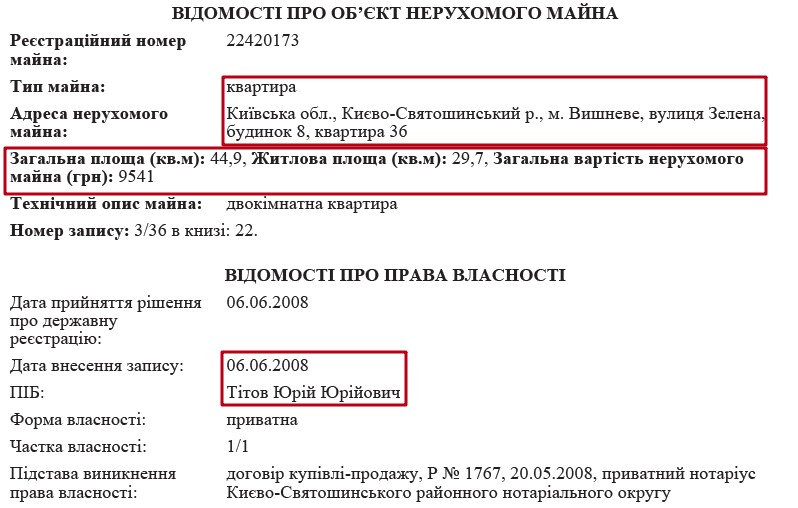 ВІДОМОСТІ ПРО ОБ’ЄКТ НЕРУХОМОГО МАЙНА
Реєстраційний номер майна: 22420173
Тип майна: квартира
Адреса нерухомого майна: Київська обл., Києво-Святошинський р., м. Вишневе, вулиця Зелена,
будинок 8, квартира 36
Загальна площа (кв.м): 44,9, Житлова площа (кв.м): 29,7, Загальна вартість нерухомого
майна (грн): 9541
Технічний опис майна: двокімнатна квартира
Номер запису: 3/36 в книзі: 22.
ВІДОМОСТІ ПРО ПРАВА ВЛАСНОСТІ
Дата прийняття рішення
про державну
реєстрацію: 06.06.2008
Дата внесення запису: 06.06.2008
ПІБ: Тітов Юрій Юрійович
Форма власності: приватна
Частка власності: 1/1
Підстава виникнення
права власності: договір купівлі-продажу, Р № 1767, 20.05.2008, приватний нотаріус
Києво-Святошинського районного нотаріального округу